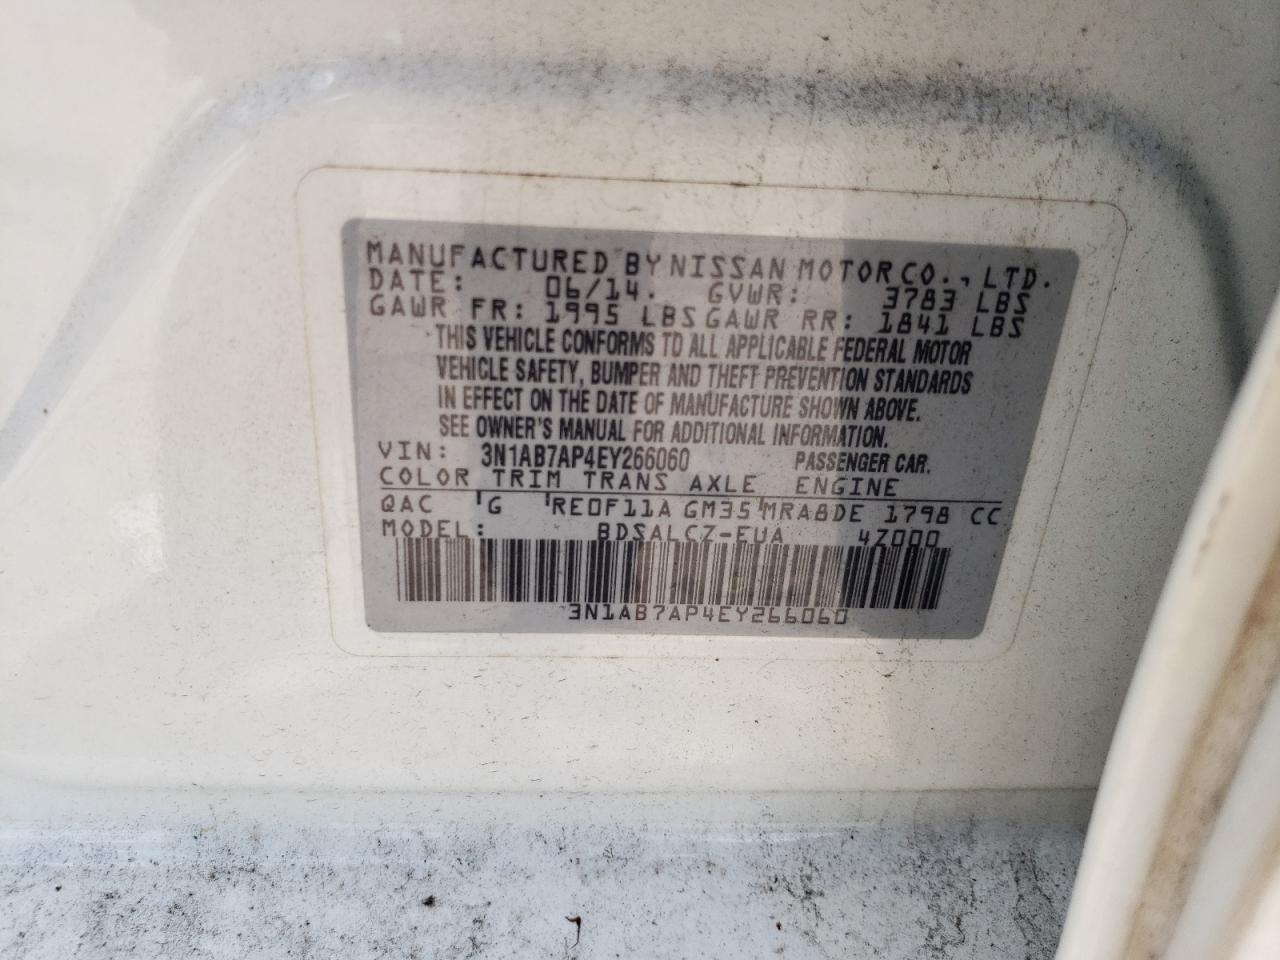 MANUFACTURED BY NISSAN MOTOR CO., LTD.
DATE: 06/14. GVWR: 3783 LBS
GAWR FR: 1995 LBS GAWR RR: 1841 LBS
THIS VEHICLE CONFORMS TO ALL APPLICABLE FEDERAL MOTOR
VEHICLE SAFETY, BUMPER AND THEFT PREVENTION STANDARDS
IN EFFECT ON THE DATE OF MANUFACTURE SHOWN ABOVE.
SEE OWNER'S MANUAL FOR ADDITIONAL INFORMATION.
VIN: 3N1AB7AP4EY266060 PASSENGER CAR.
COLOR TRIM TRANS AXLE ENGINE
QAC G RE0F11A GM35 MRA8DE 1798 CC
MODEL: BDSALCZ-EUA 4Z000
3N1AB7AP4EY266060